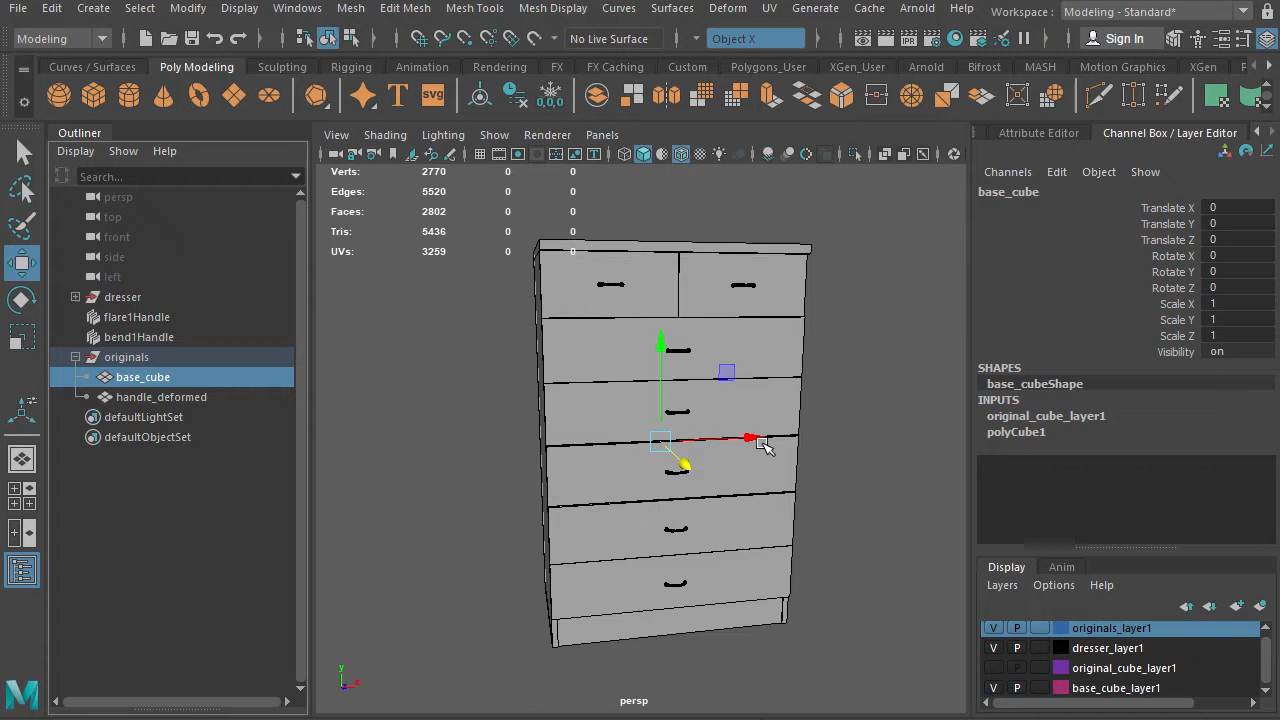 File Edit Create Select Modify Display Windows Mesh Edit Mesh Mesh Tools Mesh Display Curves Surfaces Deform UV Generate Cache Arnold Help Workspace : Modeling - Standard*
Modeling No Live Surface Object X Sign In
Curves / Surfaces Poly Modeling Sculpting Rigging Animation Rendering FX FX Caching Custom Polygons_User XGen_User Arnold Bifrost MASH Motion Graphics XGen
T svg 0,0,0
Outliner
Display Show Help
Search...
persp
top
front
side
left
dresser
flare1Handle
bend1Handle
originals
base_cube
handle_deformed
defaultLightSet
defaultObjectSet
View Shading Lighting Show Renderer Panels
Verts: 2770 0 0
Edges: 5520 0 0
Faces: 2802 0 0
Tris: 5436 0 0
UVs: 3259 0 0
y
persp
Attribute Editor Channel Box / Layer Editor
Channels Edit Object Show
base_cube
Translate X 0
Translate Y 0
Translate Z 0
Rotate X 0
Rotate Y 0
Rotate Z 0
Scale X 1
Scale Y 1
Scale Z 1
Visibility on
SHAPES
base_cubeShape
INPUTS
original_cube_layer1
polyCube1
Display Anim
Layers Options Help
V P originals_layer1
V P dresser_layer1
original_cube_layer1
V P base_cube_layer1